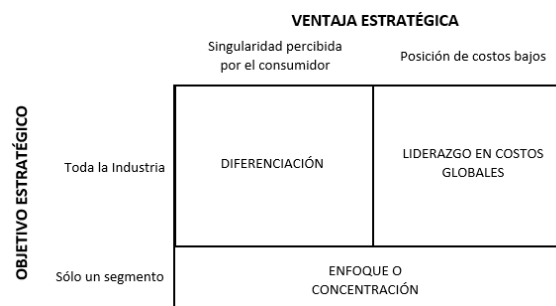 VENTAJA ESTRATÉGICA
Singularidad percibida
por el consumidor
Posición de costos bajos
OBJETIVO ESTRATÉGICO
Toda la Industria
DIFERENCIACIÓN
LIDERAZGO EN COSTOS
GLOBALES
Sólo un segmento
ENFOQUE O
CONCENTRACIÓN